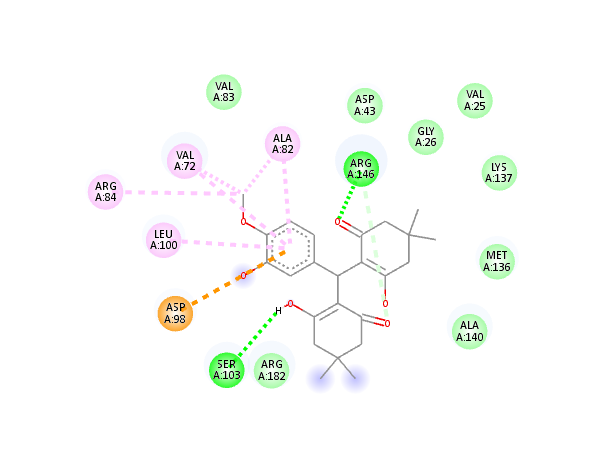 VAL
A:83
ASP
A:43
VAL
A:25
GLY
A:26
ALA
A:82
VAL
A:72
ARG
A:146
LYS
A:137
ARG
A:84
LEU
A:100
O
O
O
MET
A:136
ASP
A:98
H
O
O
O
ALA
A:140
SER
A:103
ARG
A:182